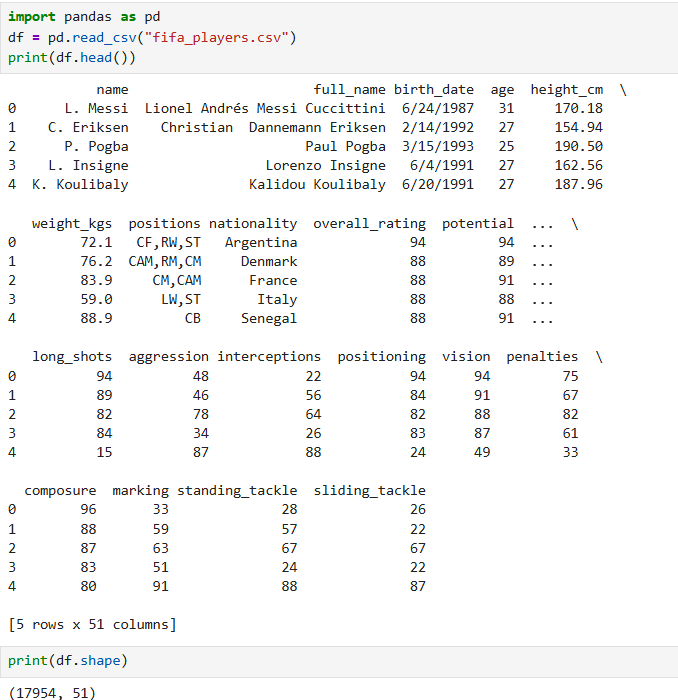 import pandas as pd
df = pd.read_csv("fifa_players.csv")
print(df.head())
name full_name birth_date age height_cm \
0 L. Messi Lionel Andrés Messi Cuccittini 6/24/1987 31 170.18
1 C. Eriksen Christian  Dannemann Eriksen 2/14/1992 27 154.94
2 P. Pogba Paul Pogba 3/15/1993 25 190.50
3 L. Insigne Lorenzo Insigne 6/4/1991 27 162.56
4 K. Koulibaly Kalidou Koulibaly 6/20/1991 27 187.96
weight_kgs positions nationality overall_rating potential ... \
0 72.1 CF,RW,ST Argentina 94 94 ...
1 76.2 CAM,RM,CM Denmark 88 89 ...
2 83.9 CM,CAM France 88 91 ...
3 59.0 LW,ST Italy 88 88 ...
4 88.9 CB Senegal 88 91 ...
long_shots aggression interceptions positioning vision penalties \
0 94 48 22 94 94 75
1 89 46 56 84 91 67
2 82 78 64 82 88 82
3 84 34 26 83 87 61
4 15 87 88 24 49 33
composure marking standing_tackle sliding_tackle
0 96 33 28 26
1 88 59 57 22
2 87 63 67 67
3 83 51 24 22
4 80 91 88 87
[5 rows x 51 columns]
print(df.shape)
(17954, 51)